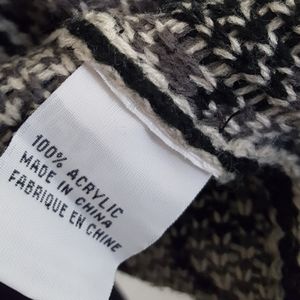 100% ACRYLIC
MADE IN CHINA
FABRIQUE EN CHINE